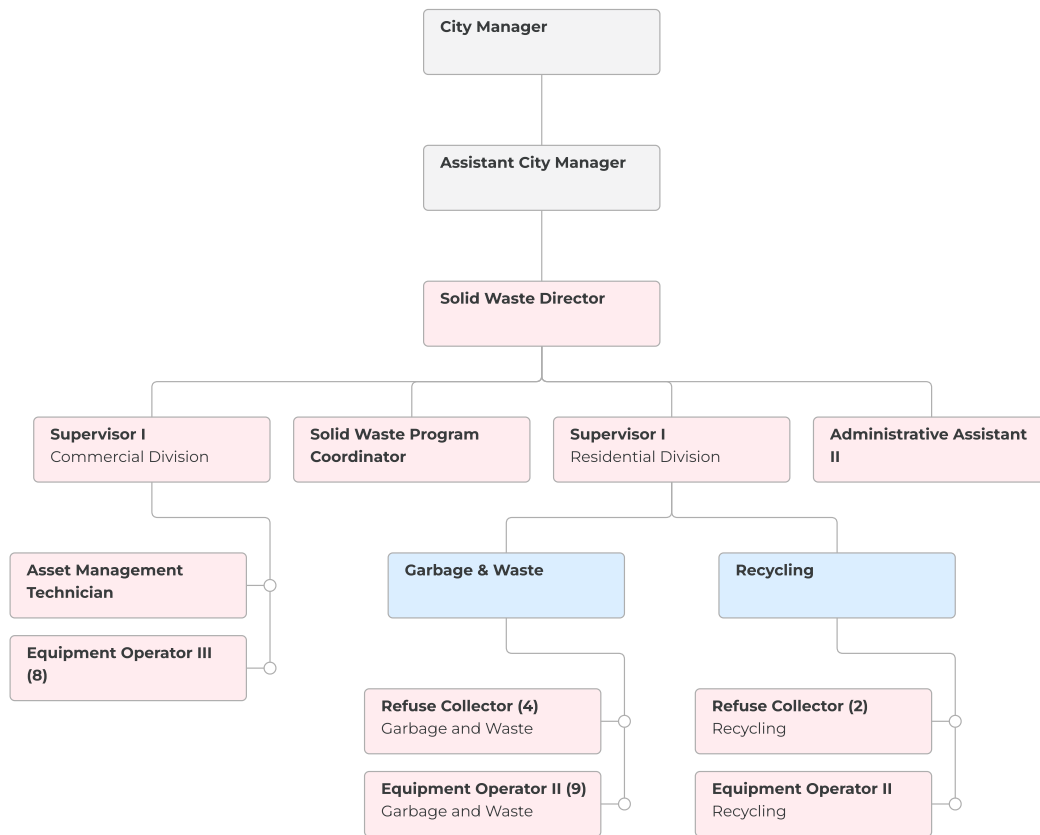 City Manager
Assistant City Manager
Solid Waste Director
Supervisor I
Commercial Division
Solid Waste Program
Coordinator
Supervisor I
Residential Division
Administrative Assistant
II
Asset Management
Technician
Equipment Operator III
(8)
Garbage & Waste
Recycling
Refuse Collector (4)
Garbage and Waste
Equipment Operator II (9)
Garbage and Waste
Refuse Collector (2)
Recycling
Equipment Operator II
Recycling